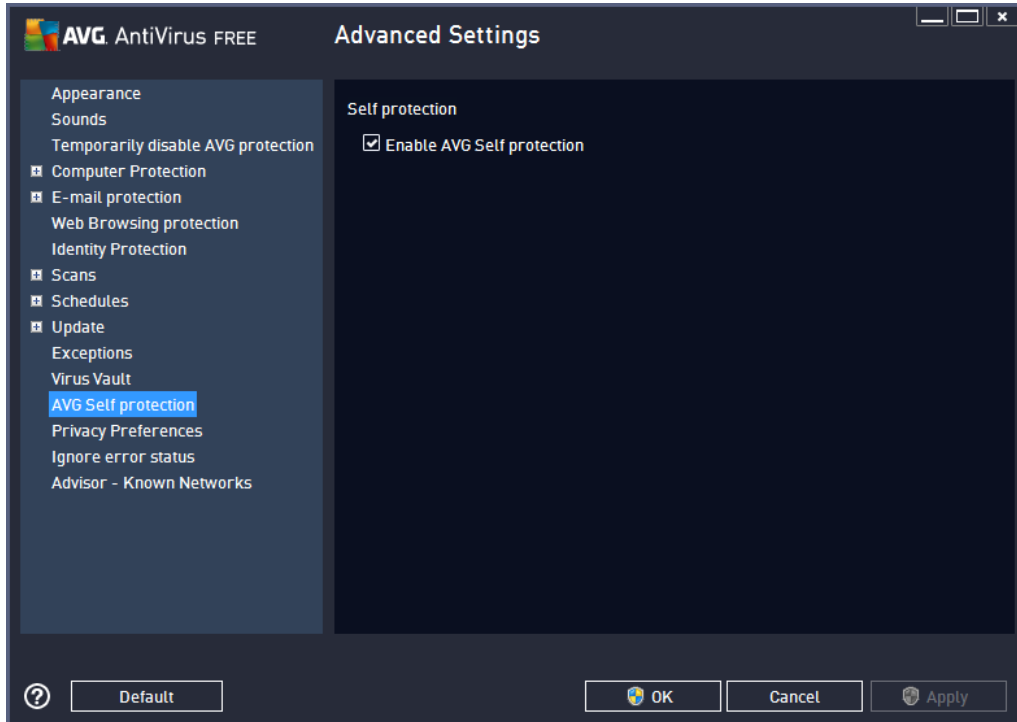 AVG. AntiVirus FREE
Advanced Settings
Appearance
Sounds
Temporarily disable AVG protection
Computer Protection
E-mail protection
Web Browsing protection
Identity Protection
Scans
Schedules
Update
Exceptions
Virus Vault
AVG Self protection
Privacy Preferences
Ignore error status
Advisor - Known Networks
Self protection
Enable AVG Self protection
?
Default
OK
Cancel
Apply